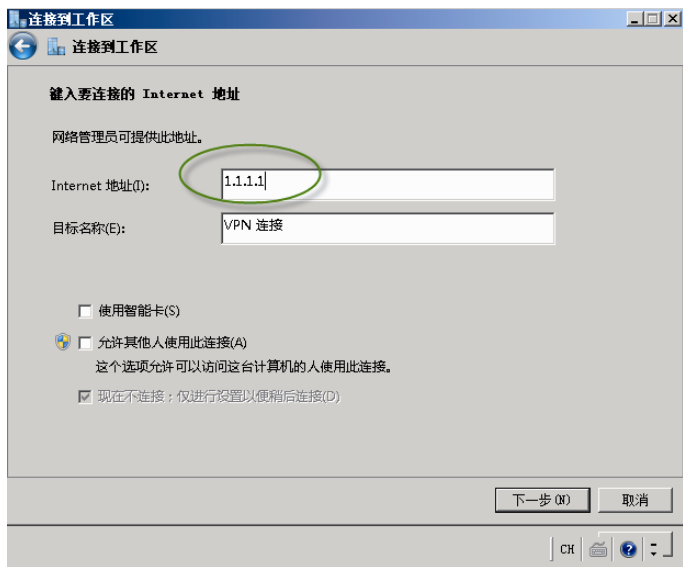 连接到工作区
连接到工作区
键入要连接的 Internet 地址
网络管理员可提供此地址。
Internet 地址(I):
1.1.1.1
目标名称(E):
VPN 连接
使用智能卡(S)
允许其他人使用此连接(A)
这个选项允许可以访问这台计算机的人使用此连接。
现在不连接；仅进行设置以便稍后连接(D)
下一步(N)
取消
CH